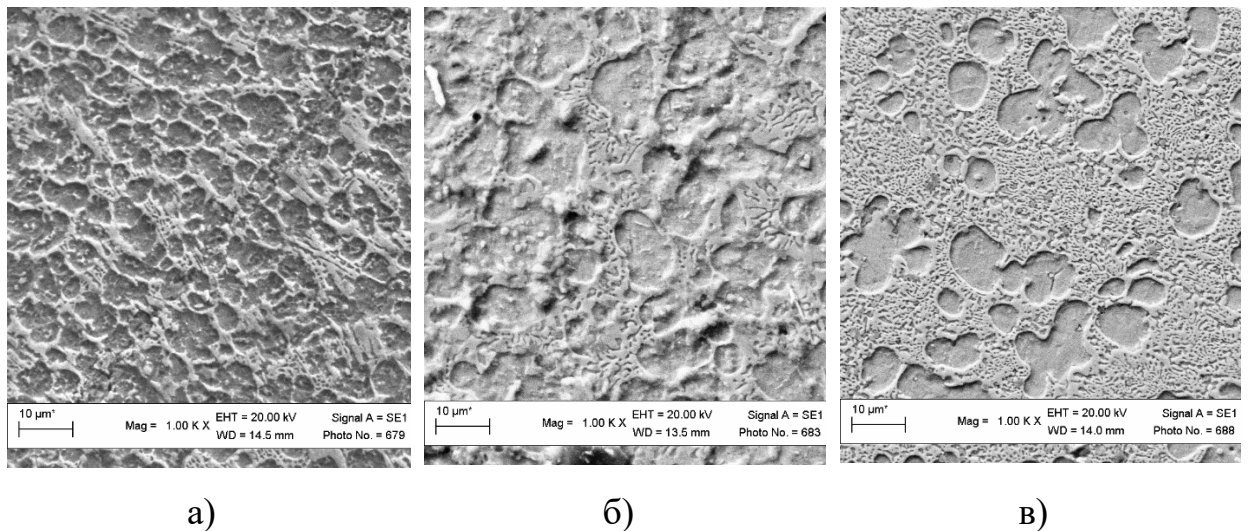 10 µm*
Mag = 1.00 K X
EHT = 20.00 kV
WD = 14.5 mm
Signal A = SE1
Photo No. = 679
10 µm*
Mag = 1.00 K X
EHT = 20.00 kV
WD = 13.5 mm
Signal A = SE1
Photo No. = 683
10 µm*
Mag = 1.00 K X
EHT = 20.00 kV
WD = 14.0 mm
Signal A = SE1
Photo No. = 688
а)
б)
в)